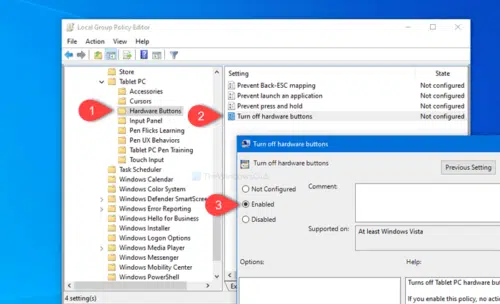 Local Group Policy Editor
File Action View Help
Store
Tablet PC
Accessories
Cursors
Hardware Buttons
Input Panel
Pen Flicks Learning
Pen UX Behaviors
Tablet PC Pen Training
Touch Input
Task Scheduler
Windows Calendar
Windows Color System
Windows Defender SmartScreen
Windows Error Reporting
Windows Hello for Business
Windows Installer
Windows Logon Options
Windows Media Player
Windows Messenger
Windows Mobility Center
Windows PowerShell
4 setting(s)
1
Setting State
Prevent Back-ESC mapping Not configured
Prevent launch an application Not configured
Prevent press and hold Not configured
Turn off hardware buttons Not configured
2
Turn off hardware buttons
Turn off hardware buttons
Previous Setting
Not Configured Comment:
3
Enabled
Disabled
Supported on: At least Windows Vista
Options: Help:
Turns off Tablet PC hardware b
If you enable this policy, no acti